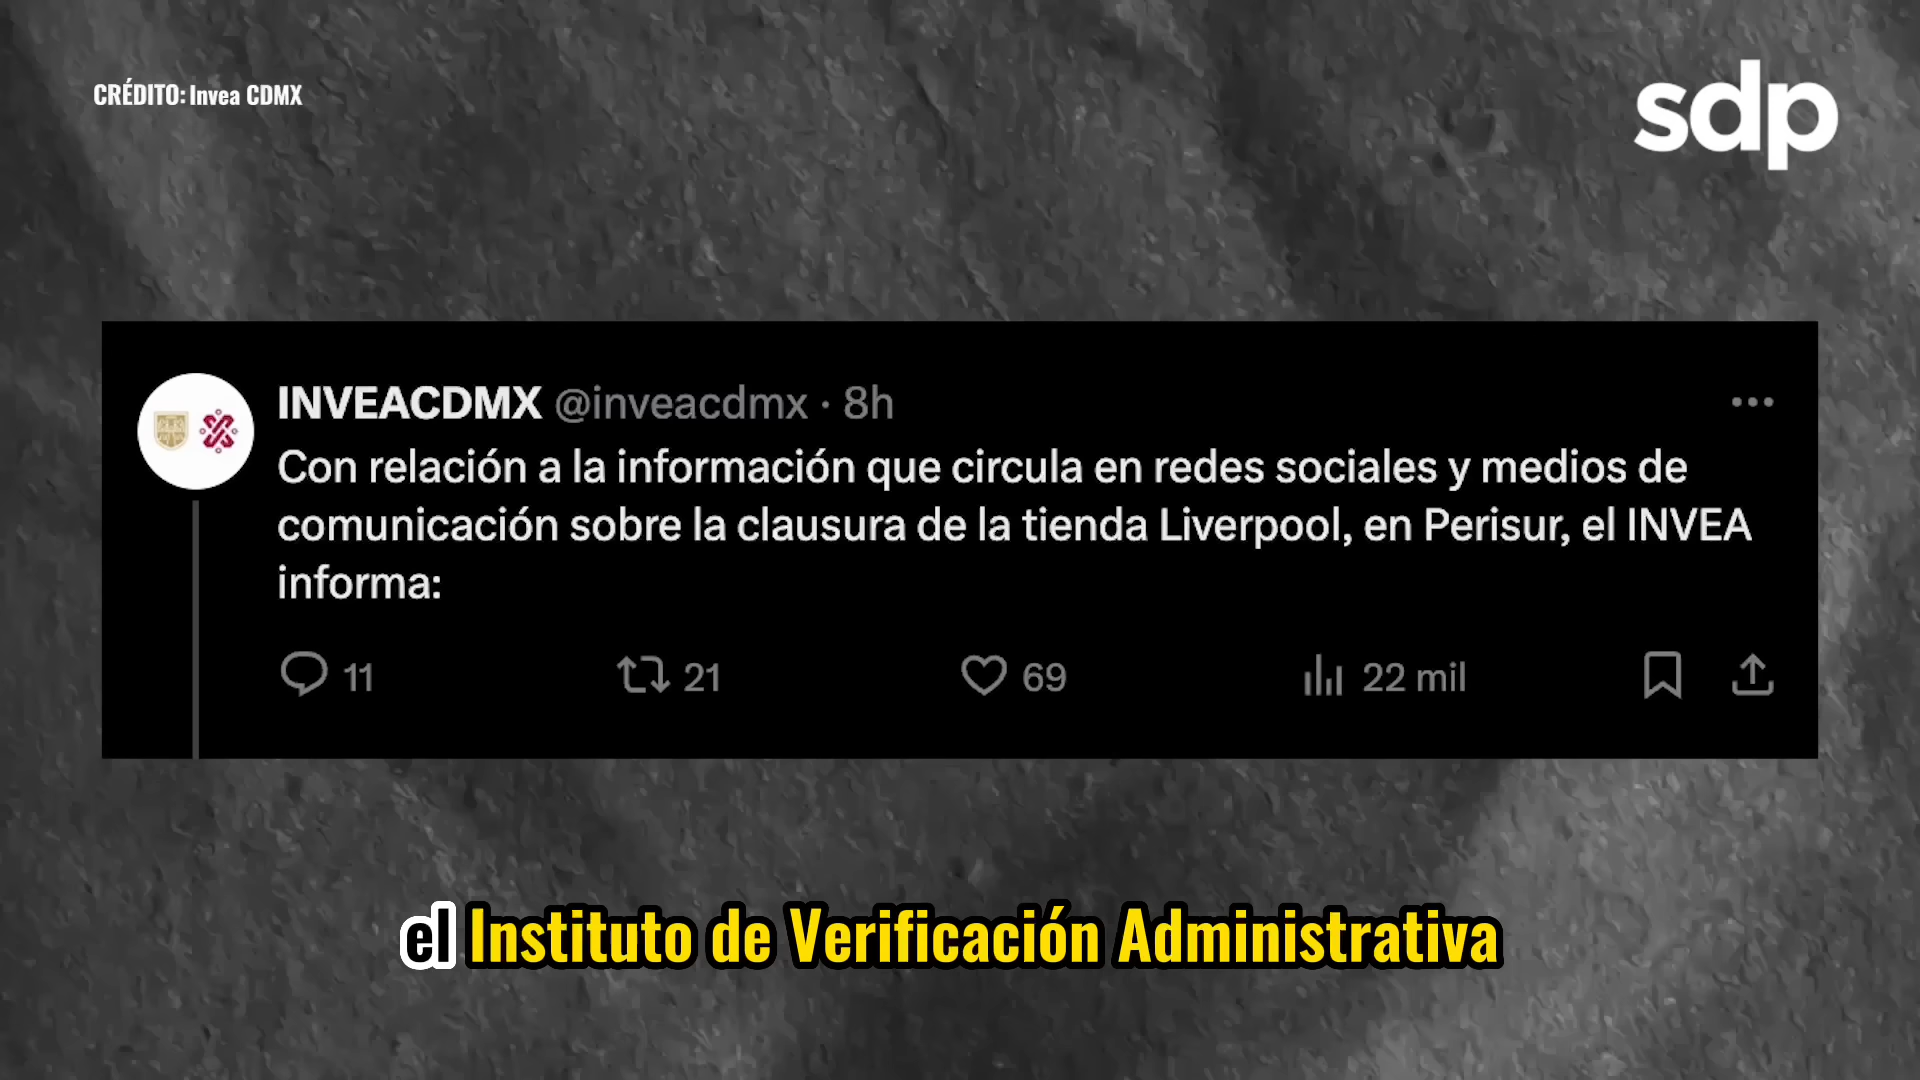 CRÉDITO: Invea CDMX
sdp
INVEACDMX @inveacdmx · 8h
Con relación a la información que circula en redes sociales y medios de
comunicación sobre la clausura de la tienda Liverpool, en Perisur, el INVEA
informa:
11 21 69 22 mil
el Instituto de Verificación Administrativa